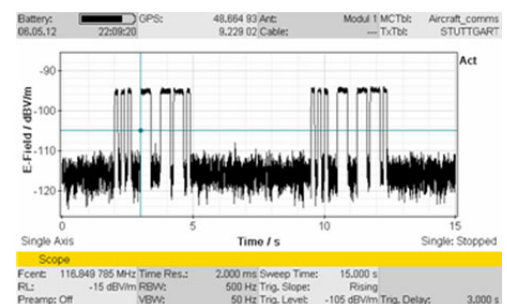 Battery: GPS: 48.664 93 Ant: Modul 1 MCTbl: Aircraft_comms
06.05.12 22:09:20 9.229 02 Cable: --- TxTbl: STUTTGART
Act
-90
-100
-110
-120
E-Field / dBV/m
0 5 10 15
Single Axis Time / s Single: Stopped
Scope
Fcent: 116.849 785 MHz Time Res.: 2.000 ms Sweep Time: 15.000 s
RL: -15 dBV/m RBW: 500 Hz Trig. Slope: Rising
Preamp: Off VBW: 50 Hz Trig. Level: -105 dBV/m Trig. Delay: 3.000 s